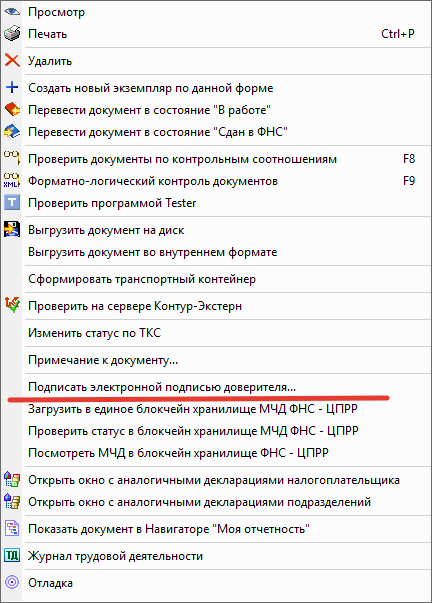 Просмотр
Печать Ctrl+P
Удалить
Создать новый экземпляр по данной форме
Перевести документ в состояние "В работе"
Перевести документ в состояние "Сдан в ФНС"
Проверить документы по контрольным соотношениям F8
XML Форматно-логический контроль документов F9
T Проверить программой Tester
Выгрузить документ на диск
Выгрузить документ во внутреннем формате
Сформировать транспортный контейнер
Проверить на сервере Контур-Экстерн
Изменить статус по ТКС
Примечание к документу...
Подписать электронной подписью доверителя...
Загрузить в единое блокчейн хранилище МЧД ФНС - ЦПРР
Проверить статус в блокчейн хранилище МЧД - ЦПРР
Посмотреть МЧД в блокчейн хранилище ФНС - ЦПРР
Открыть окно с аналогичными декларациями налогоплательщика
Открыть окно с аналогичными декларациями подразделений
Показать документ в Навигаторе "Моя отчетность"
ТД Журнал трудовой деятельности
Отладка